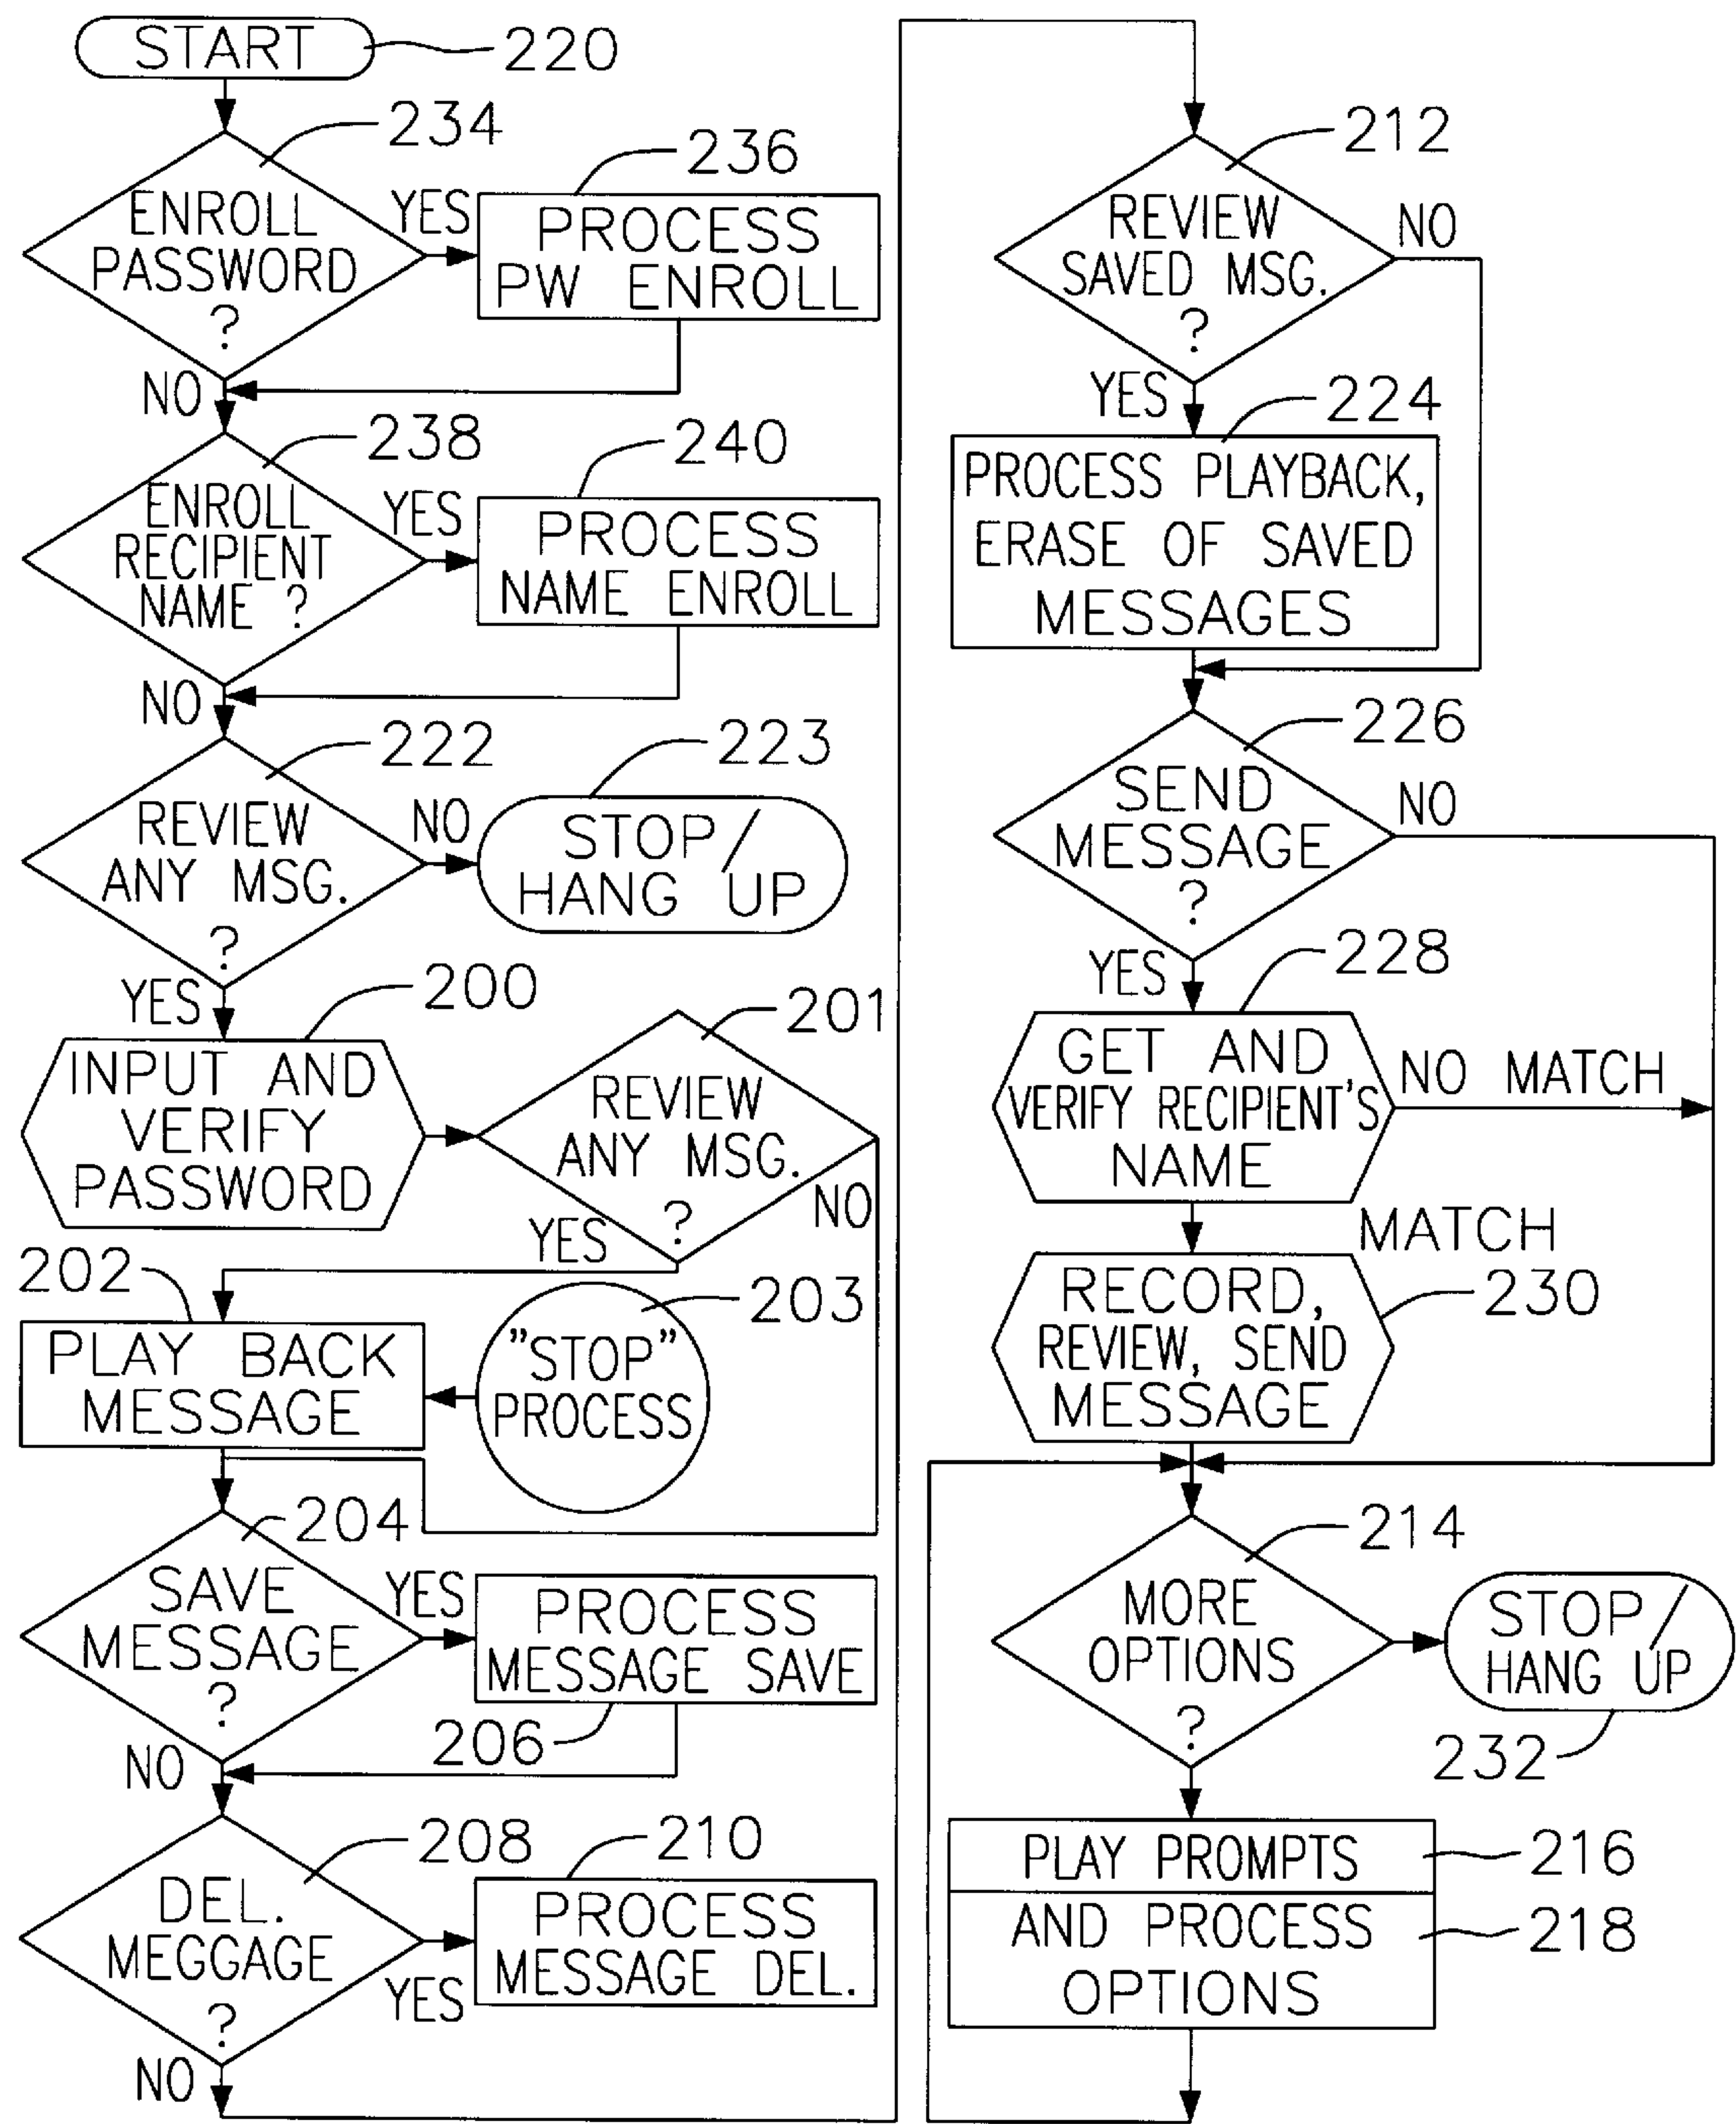 START
220
234
ENROLL
PASSWORD
?
YES
236
PROCESS
PW ENROLL
NO
238
ENROLL
RECIPIENT
NAME ?
YES
240
PROCESS
NAME ENROLL
NO
222
REVIEW
ANY MSG.
?
NO
223
STOP/
HANG UP
YES
200
INPUT AND
VERIFY
PASSWORD
201
REVIEW
ANY MSG.
?
YES
NO
202
PLAY BACK
MESSAGE
203
"STOP"
PROCESS
204
SAVE
MESSAGE
?
YES
PROCESS
MESSAGE SAVE
206
NO
208
DEL.
MEGGAGE
?
YES
210
PROCESS
MESSAGE DEL.
NO
212
REVIEW
SAVED MSG.
?
NO
YES
224
PROCESS PLAYBACK,
ERASE OF SAVED
MESSAGES
226
SEND
MESSAGE
?
NO
YES
228
GET AND
VERIFY RECIPIENT'S
NAME
NO MATCH
MATCH
RECORD,
REVIEW, SEND
MESSAGE
230
214
MORE
OPTIONS
?
STOP/
HANG UP
232
PLAY PROMPTS
216
AND PROCESS
OPTIONS
218